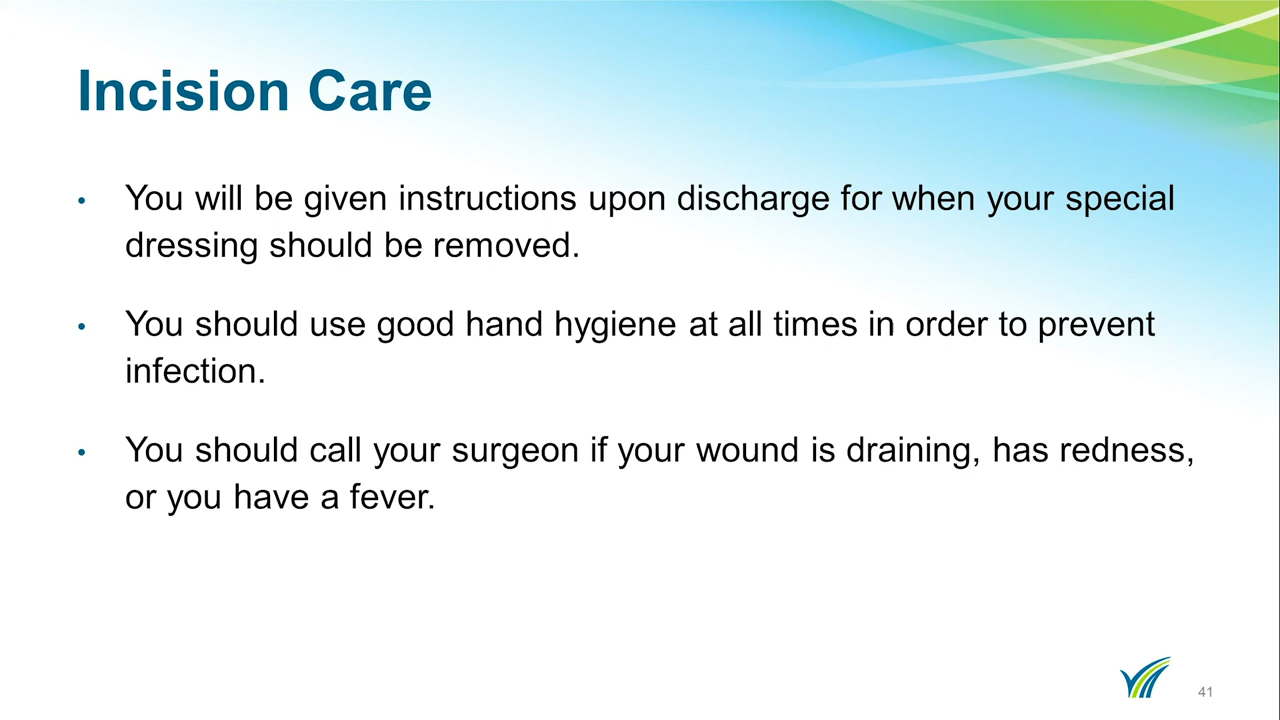 Incision Care
• You will be given instructions upon discharge for when your special
dressing should be removed.
• You should use good hand hygiene at all times in order to prevent
infection.
• You should call your surgeon if your wound is draining, has redness,
or you have a fever.
41